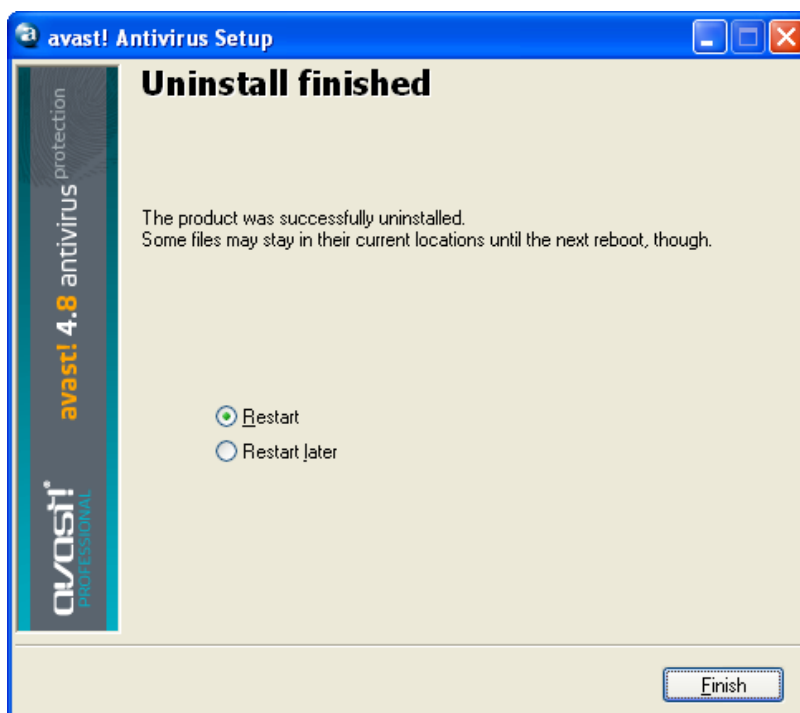 avast! Antivirus Setup
Uninstall finished
The product was successfully uninstalled.
Some files may stay in their current locations until the next reboot, though.
Restart
Restart later
avast! 4.8 antivirus protection
avast!
PROFESSIONAL
Finish